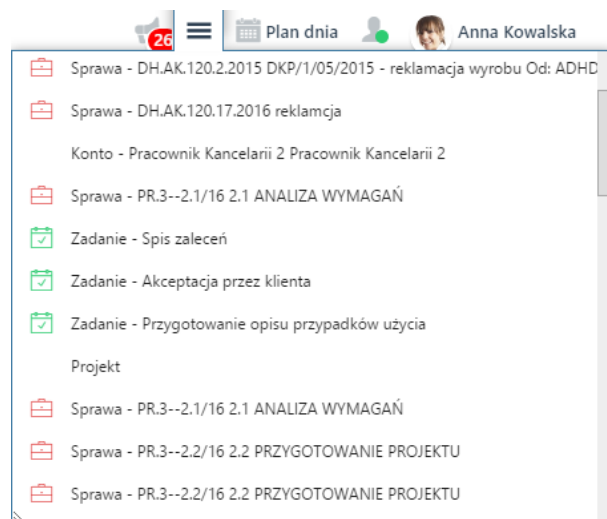 26 Plan dnia Anna Kowalska
Sprawa - DH.AK.120.2.2015 DKP/1/05/2015 - reklamacja wyrobu Od: ADHD
Sprawa - DH.AK.120.17.2016 reklamcja
Konto - Pracownik Kancelarii 2 Pracownik Kancelarii 2
Sprawa - PR.3--2.1/16 2.1 ANALIZA WYMAGAŃ
Zadanie - Spis zaleceń
Zadanie - Akceptacja przez klienta
Zadanie - Przygotowanie opisu przypadków użycia
Projekt
Sprawa - PR.3--2.1/16 2.1 ANALIZA WYMAGAŃ
Sprawa - PR.3--2.2/16 2.2 PRZYGOTOWANIE PROJEKTU
Sprawa - PR.3--2.2/16 2.2 PRZYGOTOWANIE PROJEKTU